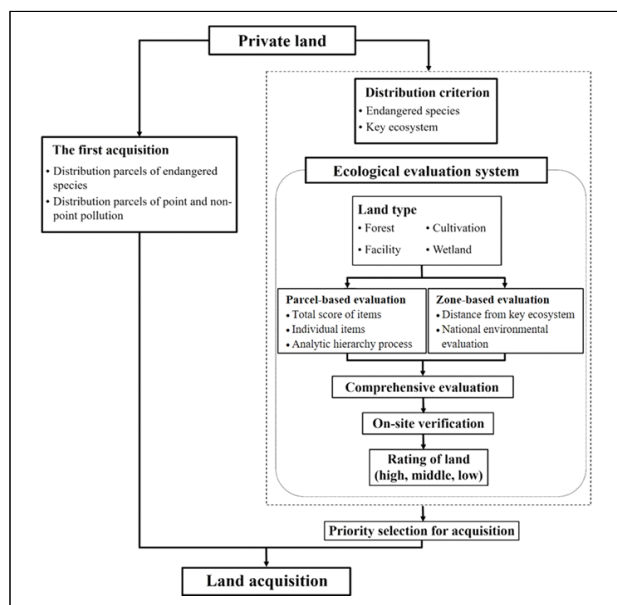 Private land
Distribution criterion
• Endangered species
• Key ecosystem
The first acquisition
• Distribution parcels of endangered
species
• Distribution parcels of point and non-
point pollution
Ecological evaluation system
Land type
• Forest • Cultivation
• Facility • Wetland
Parcel-based evaluation
• Total score of items
• Individual items
• Analytic hierarchy process
Zone-based evaluation
• Distance from key ecosystem
• National environmental
evaluation
Comprehensive evaluation
On-site verification
Rating of land
(high, middle, low)
Priority selection for acquisition
Land acquisition